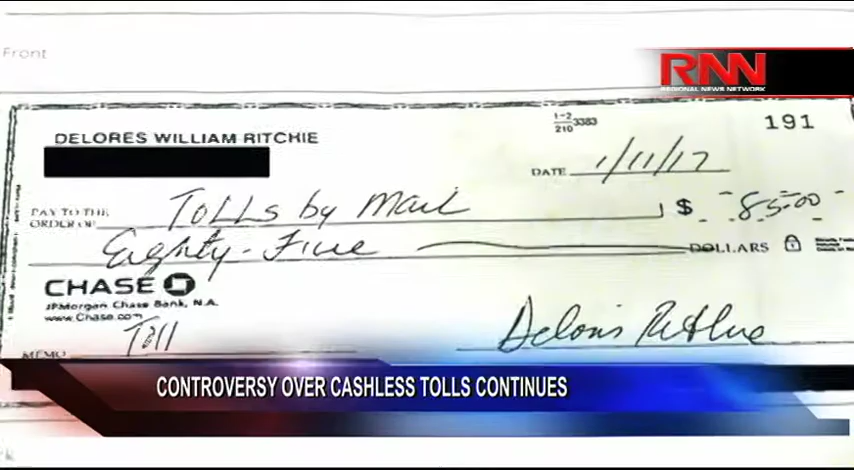 Front
RNN
REGIONAL NEWS NETWORK
DELORES WILLIAM RITCHIE
1-2
210 3383
191
DATE 1/11/17
PAY TO THE
ORDER OF Tolls by Mail $ 85.00
Eighty-Five DOLLARS
CHASE
JPMorgan Chase Bank, N.A.
www.Chase.com
MEMO Toll
Deloris Ritchie
CONTROVERSY OVER CASHLESS TOLLS CONTINUES